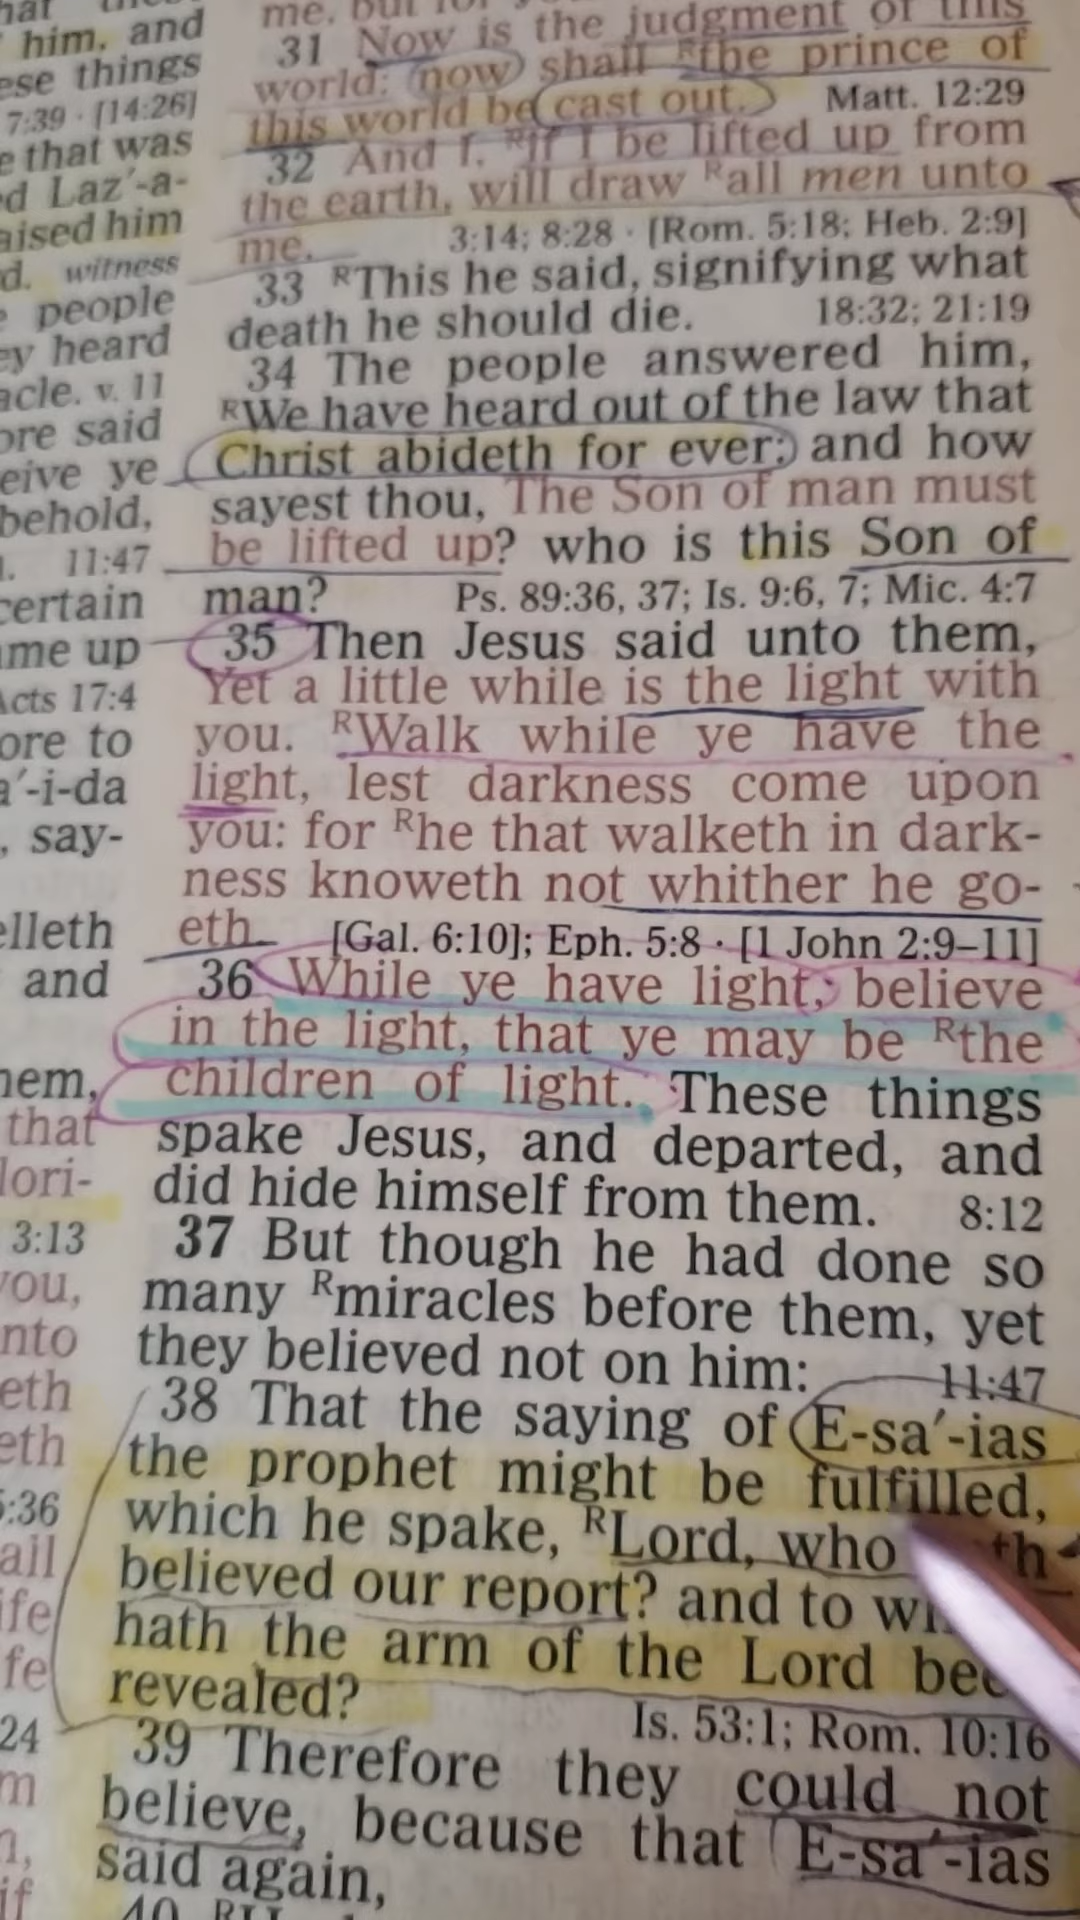 hat
him, and
ese things
7:39 · [14:26]
e that was
d Laz′-a-
aised him
d. witness
people
ey heard
acle. v. 11
ore said
eive ye
behold,
11:47
certain
me up
Acts 17:4
ore to
a′-i-da
, say-
elleth
and
hem,
that
lori-
3:13
you,
nto
eth
eth
5:36
ail
ife
fe
24
m
n,
if
me, but for
31 Now is the judgment of this
world: now shall ᴿthe prince of
this world be cast out. Matt. 12:29
32 And I, ᴿif I be lifted up from
the earth, will draw ᴿall men unto
me. 3:14; 8:28 · [Rom. 5:18; Heb. 2:9]
33 ᴿThis he said, signifying what
death he should die. 18:32; 21:19
34 The people answered him,
ᴿWe have heard out of the law that
Christ abideth for ever: and how
sayest thou, The Son of man must
be lifted up? who is this Son of
man? Ps. 89:36, 37; Is. 9:6, 7; Mic. 4:7
35 Then Jesus said unto them,
Yet a little while is the light with
you. ᴿWalk while ye have the
light, lest darkness come upon
you: for ᴿhe that walketh in dark-
ness knoweth not whither he go-
eth. [Gal. 6:10]; Eph. 5:8 · [1 John 2:9–11]
36 While ye have light, believe
in the light, that ye may be ᴿthe
children of light. These things
spake Jesus, and departed, and
did hide himself from them. 8:12
37 But though he had done so
many ᴿmiracles before them, yet
they believed not on him: 11:47
38 That the saying of E-sa′-ias
the prophet might be fulfilled,
which he spake, ᴿLord, who th
believed our report? and to
hath the arm of the Lord
revealed? Is. 53:1; Rom. 10:16
39 Therefore they could not
believe, because that E-sa′-ias
said again,
40